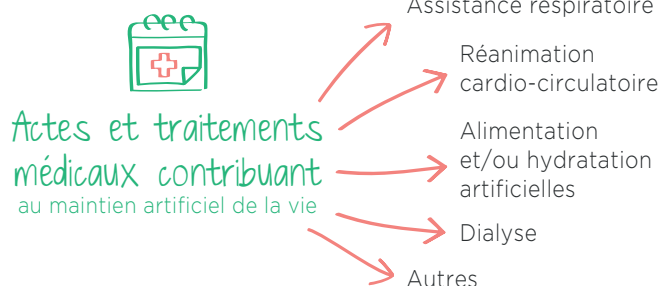 Assistance respiratoire
Réanimation
cardio-circulatoire
Actes et traitements
médicaux contribuant
au maintien artificiel de la vie
Alimentation
et/ou hydratation
artificielles
Dialyse
Autres